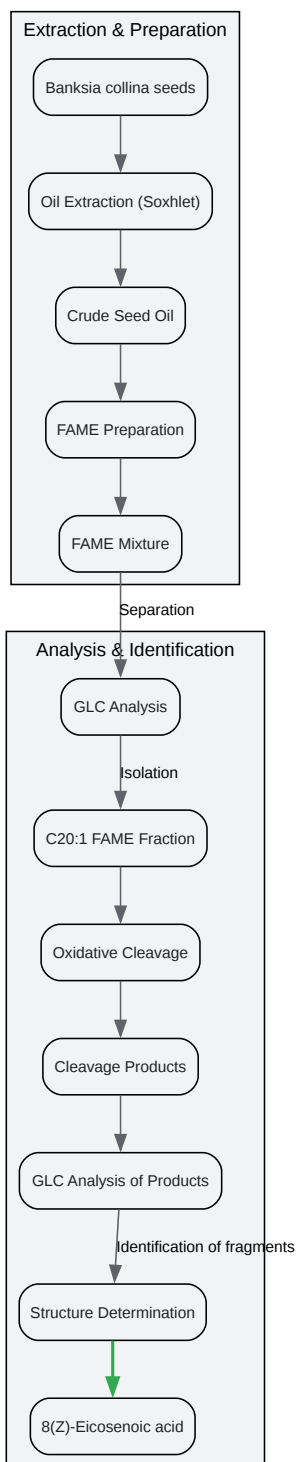 Extraction & Preparation
Banksia collina seeds
Oil Extraction (Soxhlet)
Crude Seed Oil
FAME Preparation
FAME Mixture
Separation
Analysis & Identification
GLC Analysis
Isolation
C20:1 FAME Fraction
Oxidative Cleavage
Cleavage Products
GLC Analysis of Products
Identification of fragments
Structure Determination
8(Z)-Eicosenoic acid